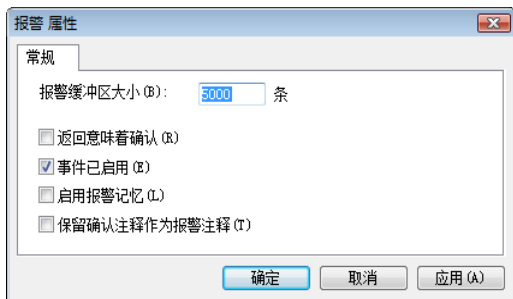 报警 属性
常规
报警缓冲区大小(B): 5000 条
返回意味着确认(R)
事件已启用(E)
启用报警记忆(L)
保留确认注释作为报警注释(T)
确定 取消 应用(A)